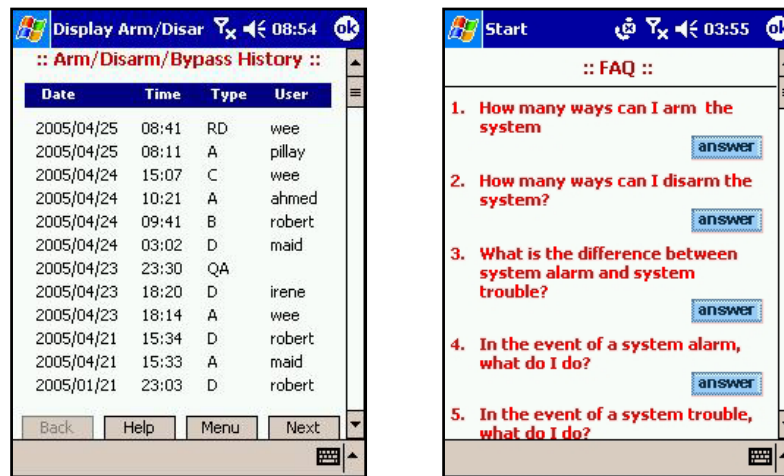 Display Arm/Disar 08:54 ok
:: Arm/Disarm/Bypass History ::
Date Time Type User
2005/04/25 08:41 RD wee
2005/04/25 08:11 A pillay
2005/04/24 15:07 C wee
2005/04/24 10:21 A ahmed
2005/04/24 09:41 B robert
2005/04/24 03:02 D maid
2005/04/23 23:30 QA
2005/04/23 18:20 D irene
2005/04/23 18:14 A wee
2005/04/21 15:34 D robert
2005/04/21 15:33 A maid
2005/01/21 23:03 D robert
Back Help Menu Next
Start 03:55 ok
:: FAQ ::
1. How many ways can I arm the
system
answer
2. How many ways can I disarm the
system?
answer
3. What is the difference between
system alarm and system
trouble?
answer
4. In the event of a system alarm,
what do I do?
answer
5. In the event of a system trouble,
what do I do?